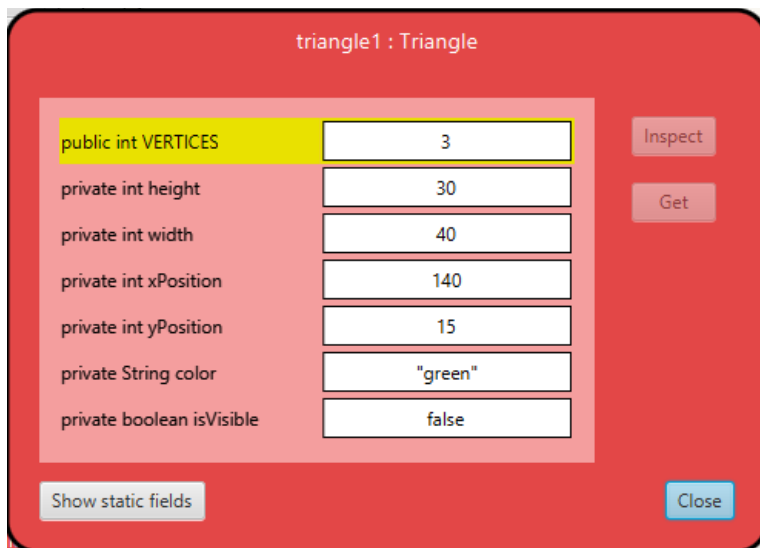 triangle1 : Triangle
public int VERTICES 3
Inspect
private int height 30
Get
private int width 40
private int xPosition 140
private int yPosition 15
private String color "green"
private boolean isVisible false
Show static fields
Close